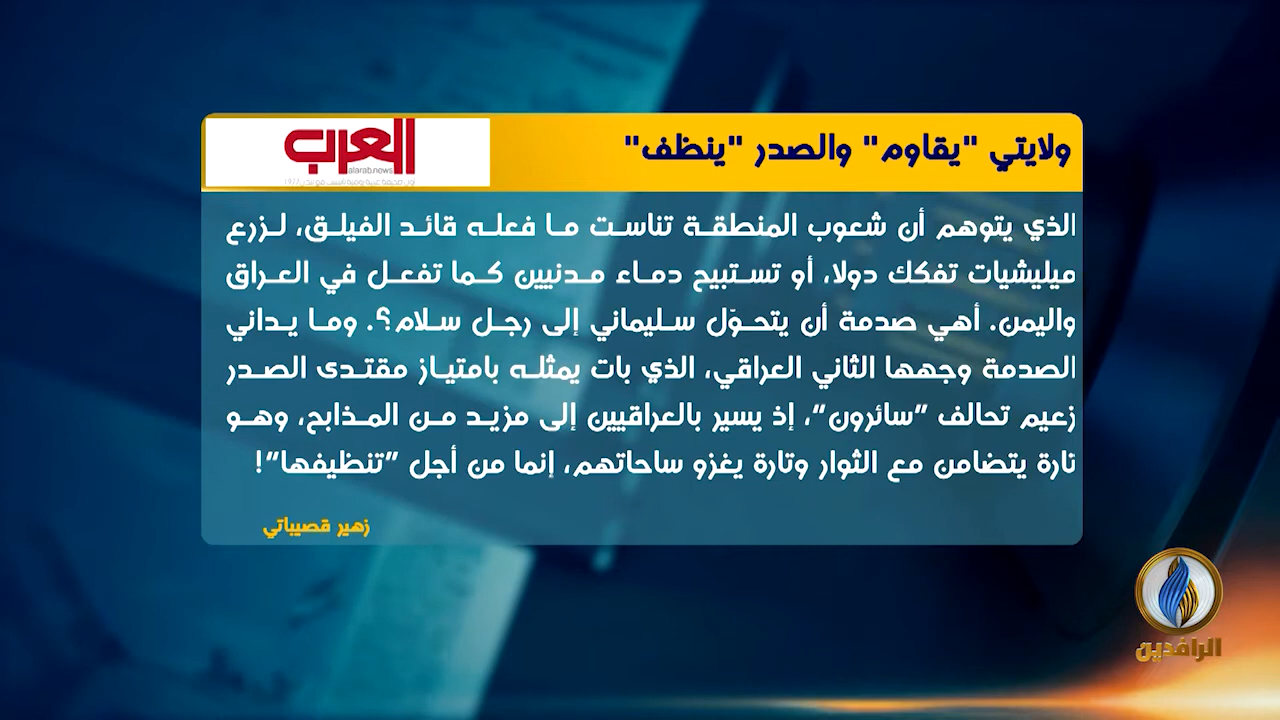 ولايتي "يقاوم" والصدر "ينظف"
العرب
alarab.news
الذي يتوهم أن شعوب المنطقة تناست ما فعله قائد الفيلق، لزرع
ميليشيات تفكك دولا، أو تستبيح دماء مدنيين كما تفعل في العراق
واليمن. أهي صدمة أن يتحوّل سليماني إلى رجل سلام؟. وما يداني
الصدمة وجهها الثاني العراقي، الذي بات يمثله بامتياز مقتدى الصدر
زعيم تحالف ”سائرون“، إذ يسير بالعراقيين إلى مزيد من المذابح، وهو
تارة يتضامن مع الثوار وتارة يغزو ساحاتهم، إنما من أجل ”تنظيفها“!
زهير قصيباتي
الرافدين